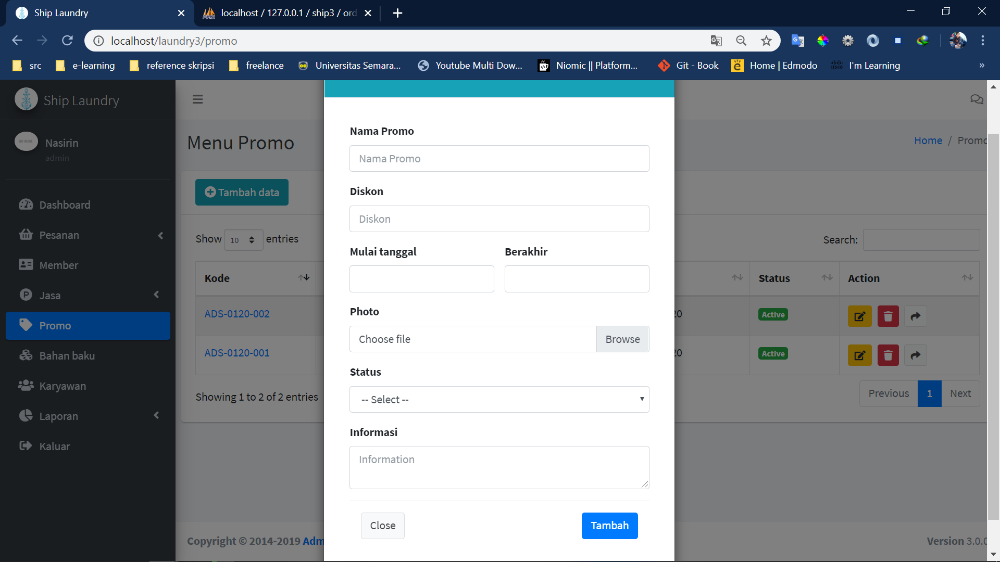 Ship Laundry
localhost / 127.0.0.1 / ship3 / ord
localhost/laundry3/promo
src
e-learning
reference skripsi
freelance
Universitas Semara...
Youtube Multi Dow...
Niomic || Platform...
Git - Book
Home | Edmodo
I'm Learning
Ship Laundry
NO IMAGE
Nasirin
admin
Dashboard
Pesanan
Member
Jasa
Promo
Bahan baku
Karyawan
Laporan
Kaluar
Menu Promo
Home / Promo
Tambah data
Show 10 entries
Search:
Kode
Status
Action
ADS-0120-002
20
Active
ADS-0120-001
20
Active
Showing 1 to 2 of 2 entries
Previous 1 Next
Nama Promo
Nama Promo
Diskon
Diskon
Mulai tanggal
Berakhir
Photo
Choose file
Browse
Status
-- Select --
Informasi
Information
Close
Tambah
Copyright © 2014-2019 Adm
Version 3.0.0